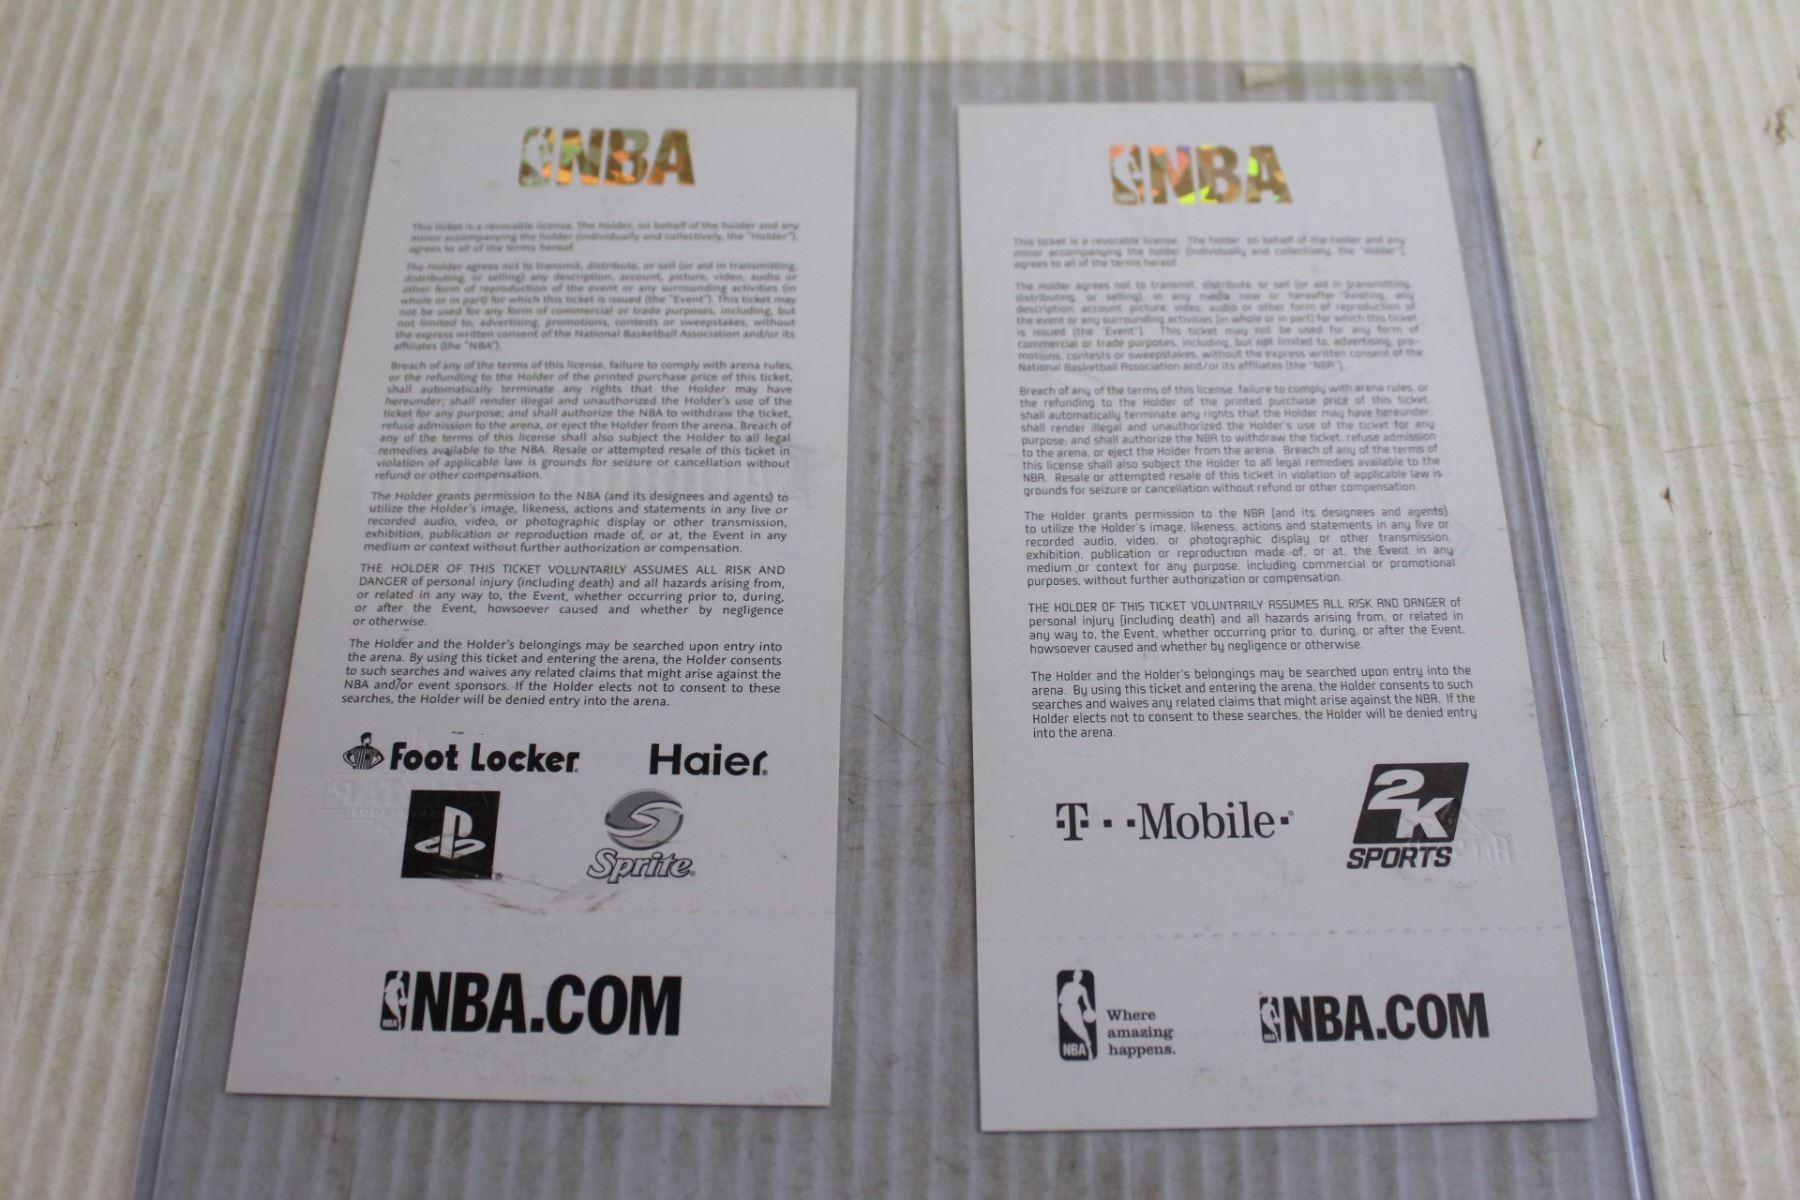 NBA
This ticket is a revocable license. The holder, on behalf of the holder and any
minor accompanying the holder (individually and collectively, the "Holder"),
agrees to all of the terms hereof.
The Holder agrees not to transmit, distribute, or sell (or aid in transmitting,
distributing, or selling) any description, account, picture, video, audio or
other form of reproduction of the event or any surrounding activities (in
whole or in part) for which this ticket is issued (the "Event"). This ticket may
not be used for any form of commercial or trade purposes, including, but
not limited to, advertising, promotions, contests or sweepstakes, without
the express written consent of the National Basketball Association and/or its
affiliates (the "NBA").
Breach of any of the terms of this license, failure to comply with arena rules,
or the refunding to the Holder of the printed purchase price of this ticket,
shall automatically terminate any rights that the Holder may have
hereunder; shall render illegal and unauthorized the Holder's use of the
ticket for any purpose; and shall authorize the NBA to withdraw the ticket,
refuse admission to the arena, or eject the Holder from the arena. Breach of
any of the terms of this license shall also subject the Holder to all legal
remedies available to the NBA. Resale or attempted resale of this ticket in
violation of applicable law is grounds for seizure or cancellation without
refund or other compensation.
The Holder grants permission to the NBA (and its designees and agents) to
utilize the Holder's image, likeness, actions and statements in any live or
recorded audio, video, or photographic display or other transmission,
exhibition, publication or reproduction made of, or at, the Event in any
medium or context without further authorization or compensation.
THE HOLDER OF THIS TICKET VOLUNTARILY ASSUMES ALL RISK AND
DANGER of personal injury (including death) and all hazards arising from,
or related in any way to, the Event, whether occurring prior to, during,
or after the Event, howsoever caused and whether by negligence
or otherwise.
The Holder and the Holder's belongings may be searched upon entry into
the arena. By using this ticket and entering the arena, the Holder consents
to such searches and waives any related claims that might arise against the
NBA and/or event sponsors. If the Holder elects not to consent to these
searches, the Holder will be denied entry into the arena.
Foot Locker. Haier.
Sprite.
NBA.COM
NBA
This ticket is a revocable license. The holder, on behalf of the holder and any
minor accompanying the holder (individually and collectively, the "Holder"),
agrees to all of the terms hereof.
The Holder agrees not to transmit, distribute, or sell (or aid in transmitting,
distributing, or selling), in any media now or hereafter existing, any
description, account, picture, video, audio or other form of reproduction of
the event or any surrounding activities (in whole or in part) for which this ticket
is issued (the "Event"). This ticket may not be used for any form of
commercial or trade purposes, including, but not limited to, advertising, pro-
motions, contests or sweepstakes, without the express written consent of the
National Basketball Association and/or its affiliates (the "NBA").
Breach of any of the terms of this license, failure to comply with arena rules, or
the refunding to the Holder of the printed purchase price of this ticket,
shall automatically terminate any rights that the Holder may have hereunder;
shall render illegal and unauthorized the Holder's use of the ticket for any
purpose; and shall authorize the NBA to withdraw the ticket, refuse admission
to the arena, or eject the Holder from the arena. Breach of any of the terms of
this license shall also subject the Holder to all legal remedies available to the
NBA. Resale or attempted resale of this ticket in violation of applicable law is
grounds for seizure or cancellation without refund or other compensation.
The Holder grants permission to the NBA (and its designees and agents)
to utilize the Holder's image, likeness, actions and statements in any live or
recorded audio, video, or photographic display or other transmission,
exhibition, publication or reproduction made of, or at, the Event in any
medium or context for any purpose, including commercial or promotional
purposes, without further authorization or compensation.
THE HOLDER OF THIS TICKET VOLUNTARILY ASSUMES ALL RISK AND DANGER of
personal injury (including death) and all hazards arising from, or related in
any way to, the Event, whether occurring prior to, during, or after the Event,
howsoever caused and whether by negligence or otherwise.
The Holder and the Holder's belongings may be searched upon entry into the
arena. By using this ticket and entering the arena, the Holder consents to such
searches and waives any related claims that might arise against the NBA. If the
Holder elects not to consent to these searches, the Holder will be denied entry
into the arena.
T··Mobile·
2K
SPORTS
NBA
Where
amazing
happens.
NBA.COM